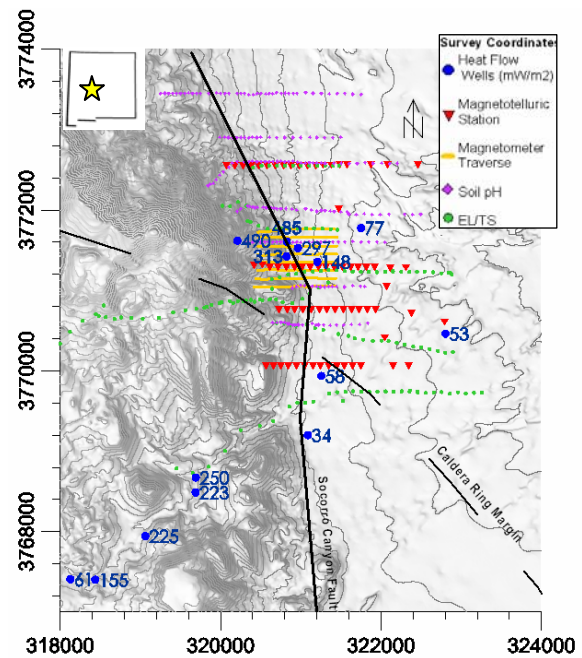 3774000
3772000
3770000
3768000
Survey Coordinates
Heat Flow
Wells (mW/m2)
Magnetotelluric
Station
Magnetometer
Traverse
Soil pH
EL/TS
N
77
485
490
297
313
148
53
58
34
250
223
225
61
155
Socorro Canyon Fault
Caldera Ring Margin
318000
320000
322000
324000